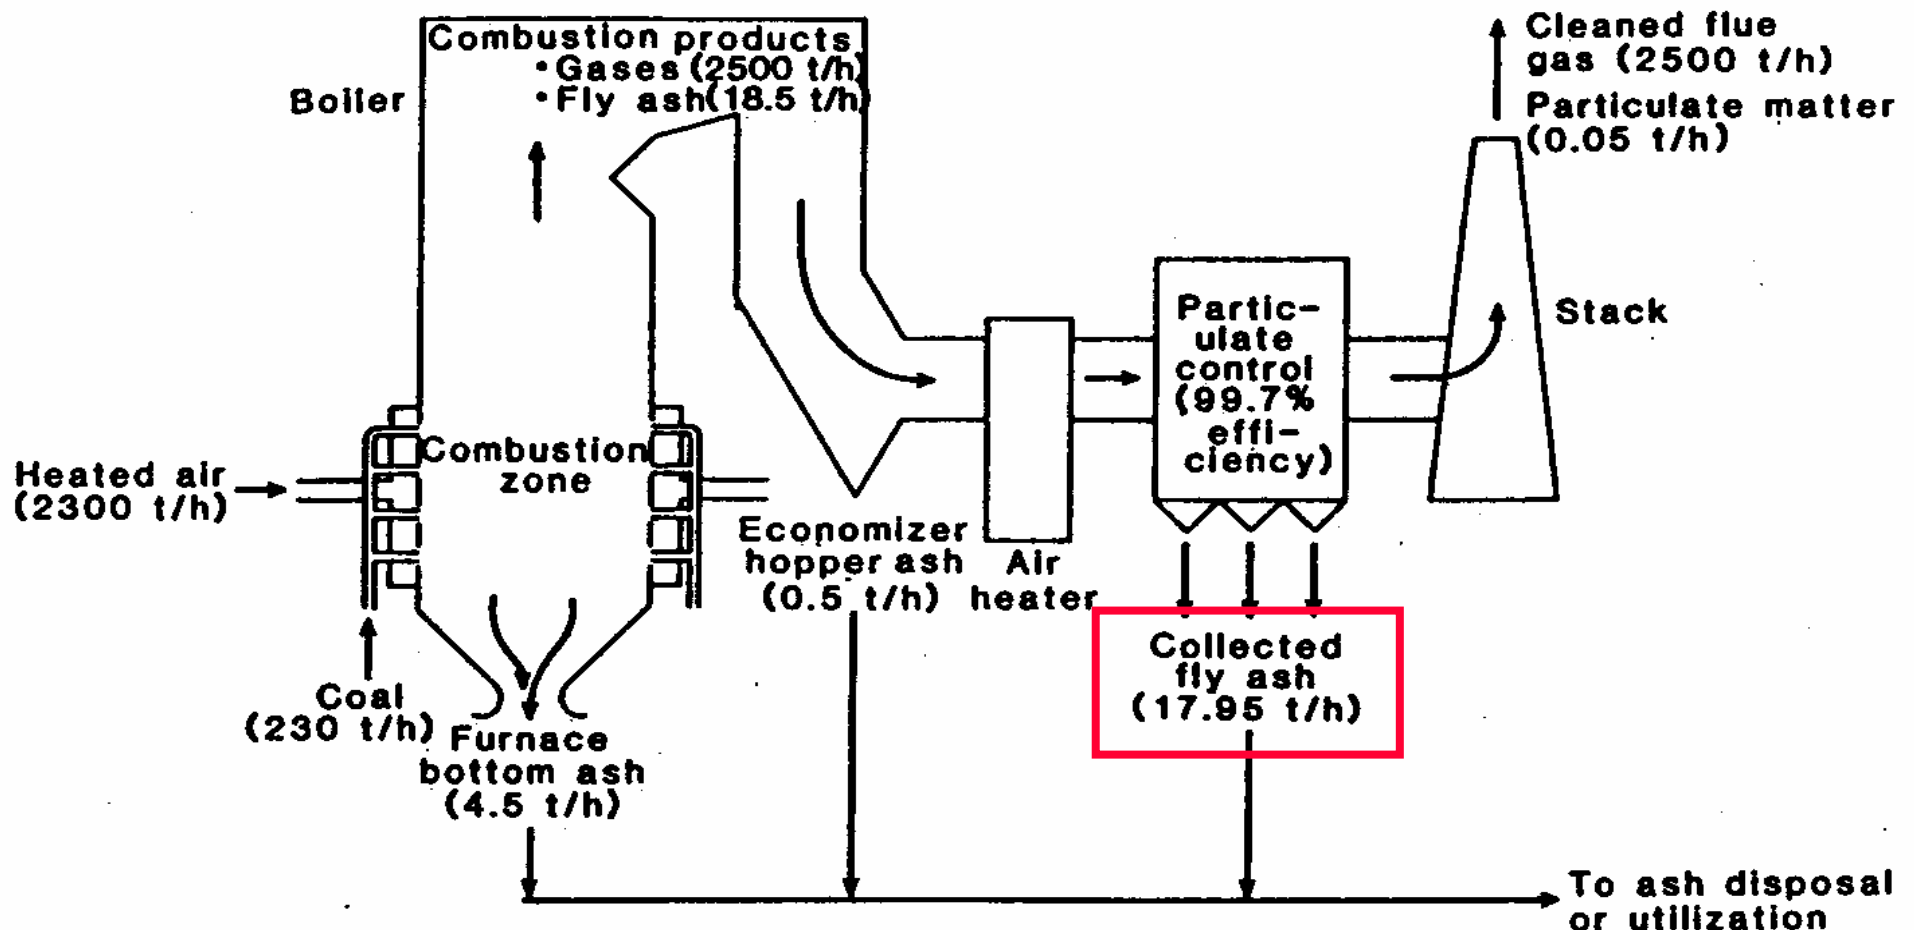 Combustion products
•Gases (2500 t/h)
•Fly ash(18.5 t/h)
Boiler
Cleaned flue
gas (2500 t/h)
Particulate matter
(0.05 t/h)
Stack
Partic-
ulate
control
(99.7%
effi-
ciency)
Combustion
zone
Heated air
(2300 t/h)
Economizer
hopper ash
(0.5 t/h)
Air
heater
Coal
(230 t/h)
Furnace
bottom ash
(4.5 t/h)
Collected
fly ash
(17.95 t/h)
To ash disposal
or utilization